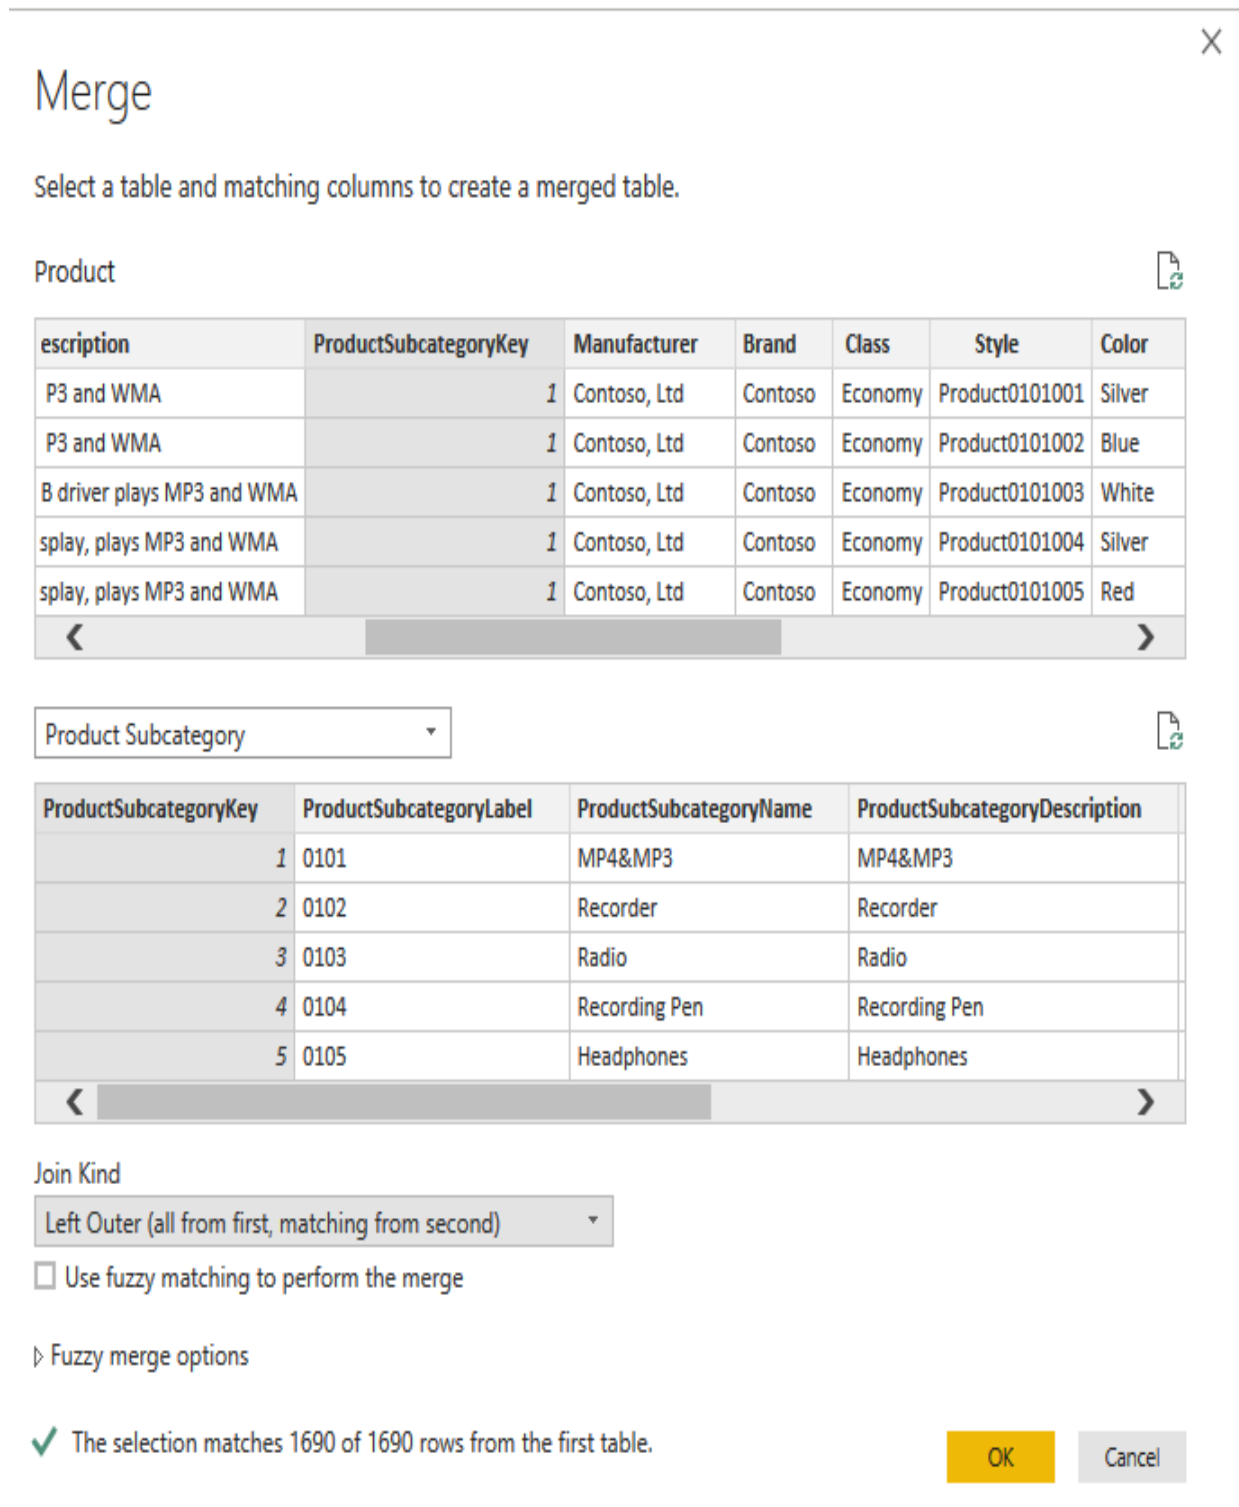 Merge
Select a table and matching columns to create a merged table.
Product
escription ProductSubcategoryKey Manufacturer Brand Class Style Color
P3 and WMA 1 Contoso, Ltd Contoso Economy Product0101001 Silver
P3 and WMA 1 Contoso, Ltd Contoso Economy Product0101002 Blue
B driver plays MP3 and WMA 1 Contoso, Ltd Contoso Economy Product0101003 White
splay, plays MP3 and WMA 1 Contoso, Ltd Contoso Economy Product0101004 Silver
splay, plays MP3 and WMA 1 Contoso, Ltd Contoso Economy Product0101005 Red
Product Subcategory
ProductSubcategoryKey ProductSubcategoryLabel ProductSubcategoryName ProductSubcategoryDescription
1 0101 MP4&MP3 MP4&MP3
2 0102 Recorder Recorder
3 0103 Radio Radio
4 0104 Recording Pen Recording Pen
5 0105 Headphones Headphones
Join Kind
Left Outer (all from first, matching from second)
Use fuzzy matching to perform the merge
Fuzzy merge options
The selection matches 1690 of 1690 rows from the first table.
OK Cancel